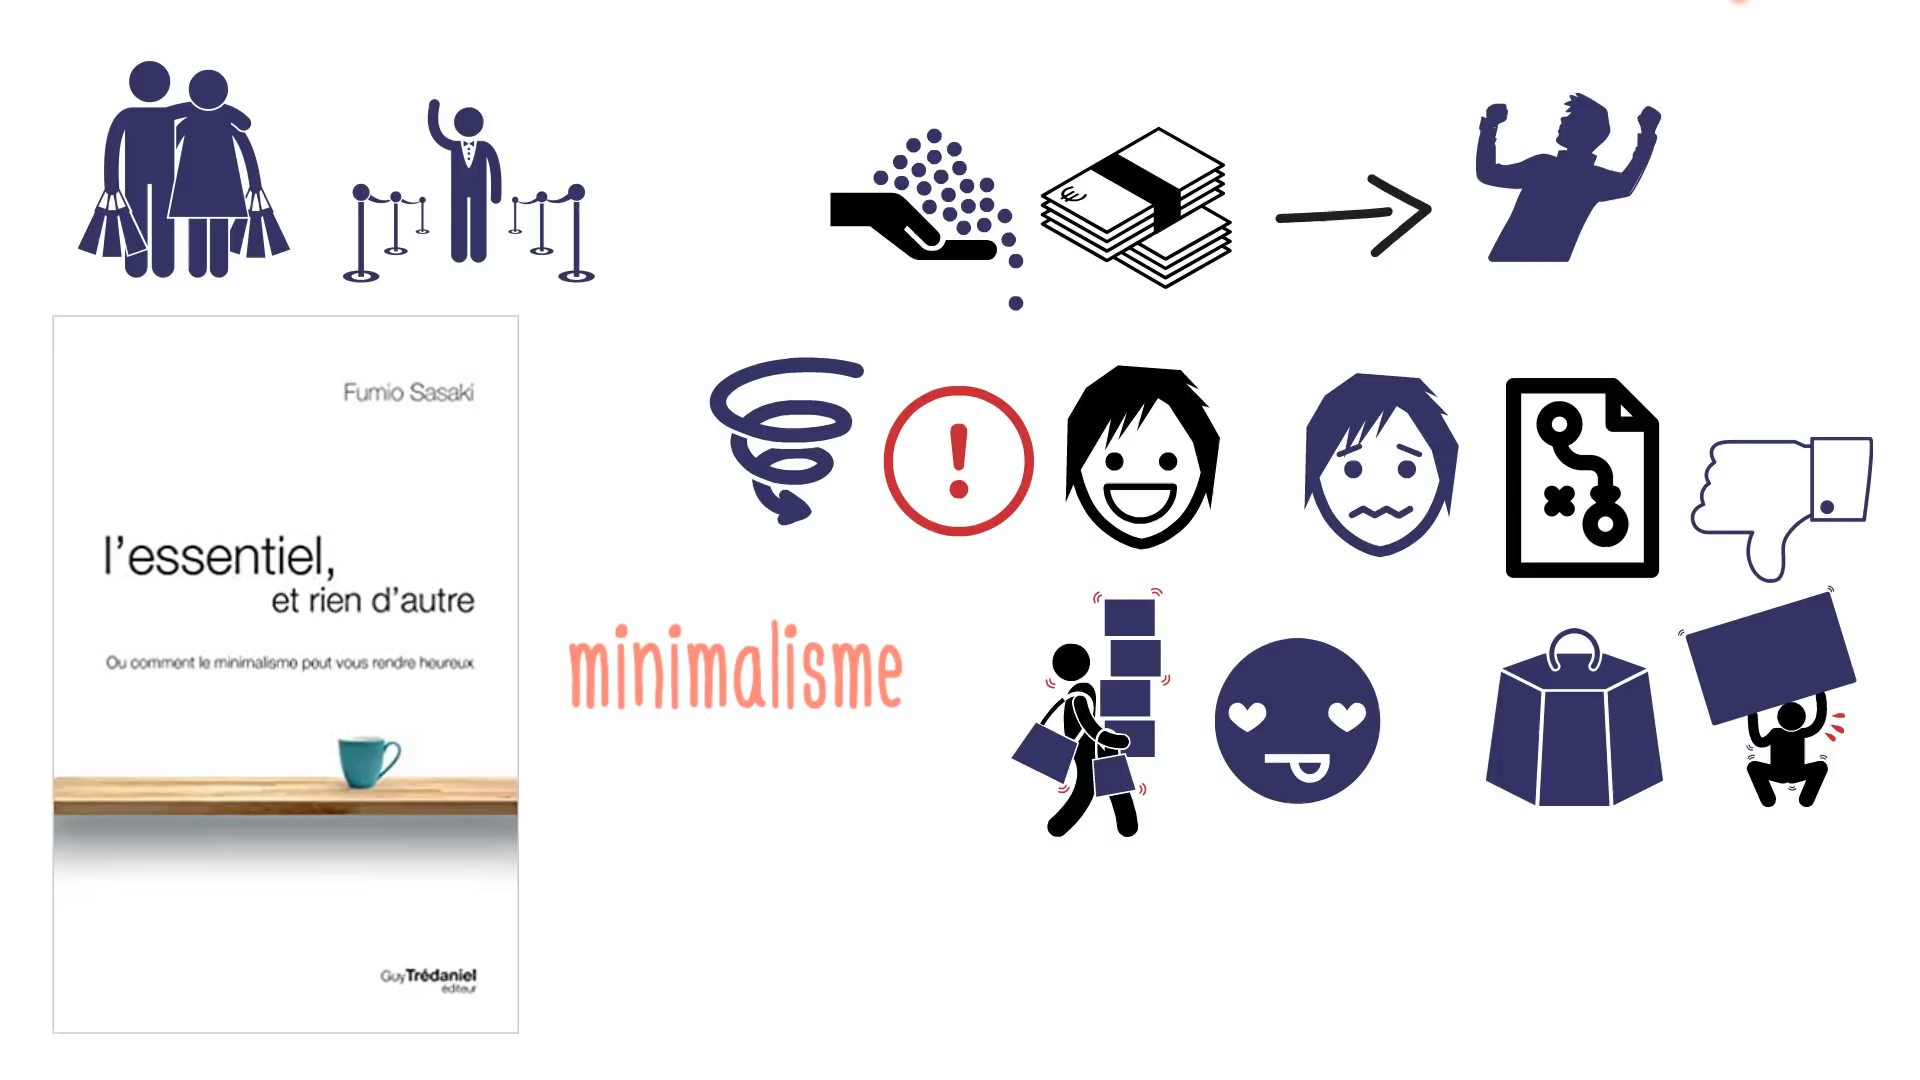 Fumio Sasaki
l'essentiel,
et rien d'autre
Ou comment le minimalisme peut vous rendre heureux
GuyTrédaniel
éditeur
minimalisme